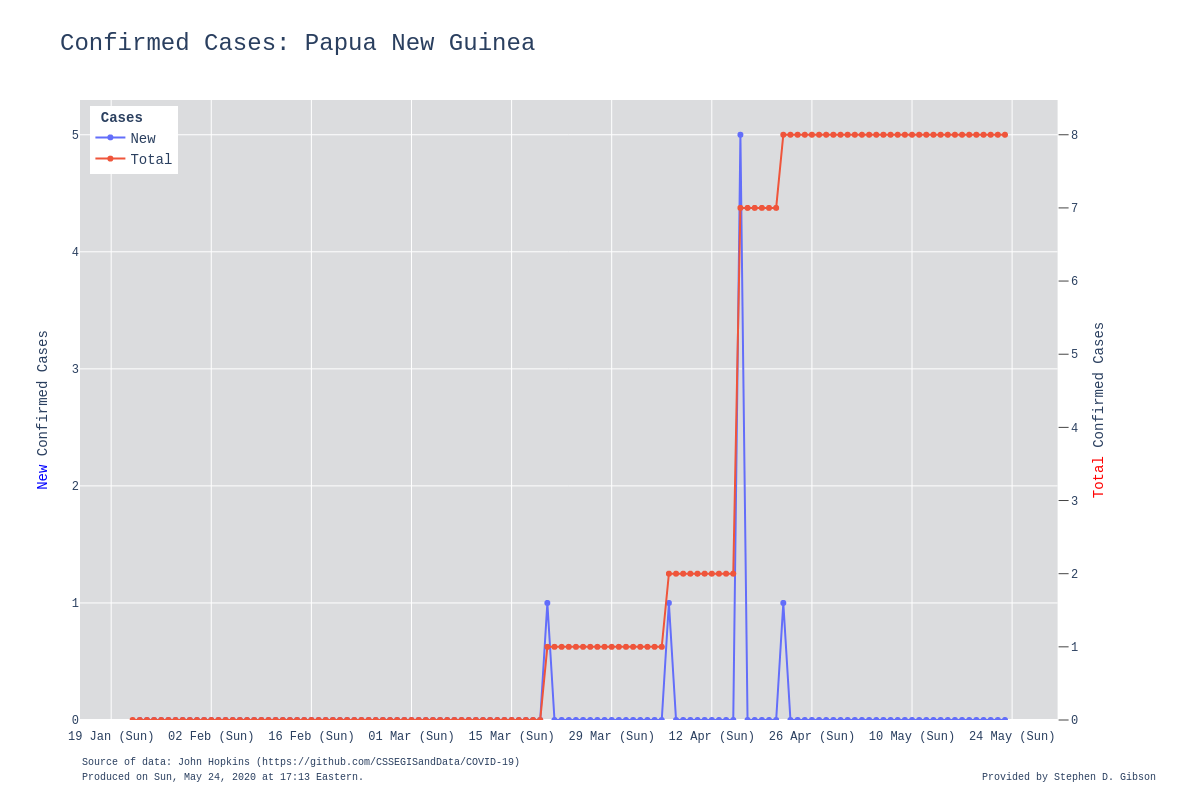 Confirmed Cases: Papua New Guinea
Cases
New
Total
5
4
3
2
1
0
New Confirmed Cases
8
7
6
5
4
3
2
1
0
Total Confirmed Cases
19 Jan (Sun) 02 Feb (Sun) 16 Feb (Sun) 01 Mar (Sun) 15 Mar (Sun) 29 Mar (Sun) 12 Apr (Sun) 26 Apr (Sun) 10 May (Sun) 24 May (Sun)
Source of data: John Hopkins (https://github.com/CSSEGISandData/COVID-19)
Produced on Sun, May 24, 2020 at 17:13 Eastern.
Provided by Stephen D. Gibson